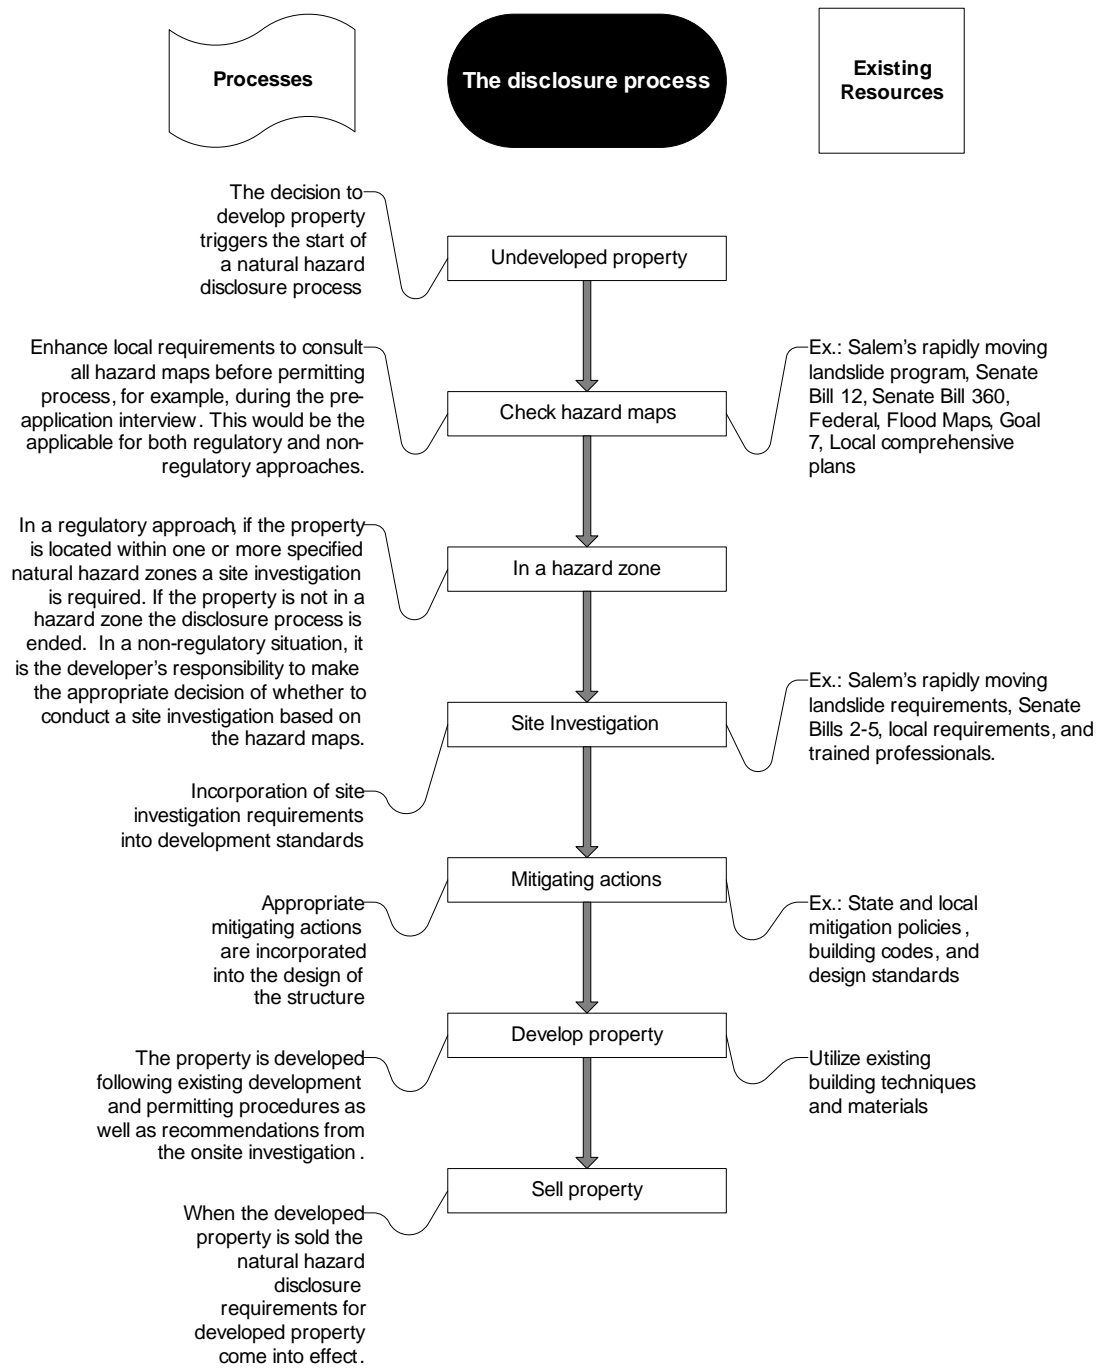 Processes
The disclosure process
Existing
Resources
The decision to
develop property
triggers the start of
a natural hazard
disclosure process
Undeveloped property
Enhance local requirements to consult
all hazard maps before permitting
process, for example, during the pre-
application interview. This would be the
applicable for both regulatory and non-
regulatory approaches.
Check hazard maps
Ex.: Salem's rapidly moving
landslide program, Senate
Bill 12, Senate Bill 360,
Federal, Flood Maps, Goal
7, Local comprehensive
plans
In a regulatory approach, if the property
is located within one or more specified
natural hazard zones a site investigation
is required. If the property is not in a
hazard zone the disclosure process is
ended. In a non-regulatory situation, it
is the developer's responsibility to make
the appropriate decision of whether to
conduct a site investigation based on
the hazard maps.
In a hazard zone
Site Investigation
Ex.: Salem's rapidly moving
landslide requirements, Senate
Bills 2-5, local requirements, and
trained professionals.
Incorporation of site
investigation requirements
into development standards
Mitigating actions
Appropriate
mitigating actions
are incorporated
into the design of
the structure
Ex.: State and local
mitigation policies,
building codes, and
design standards
Develop property
The property is developed
following existing development
and permitting procedures as
well as recommendations from
the onsite investigation.
Utilize existing
building techniques
and materials
Sell property
When the developed
property is sold the
natural hazard
disclosure
requirements for
developed property
come into effect.